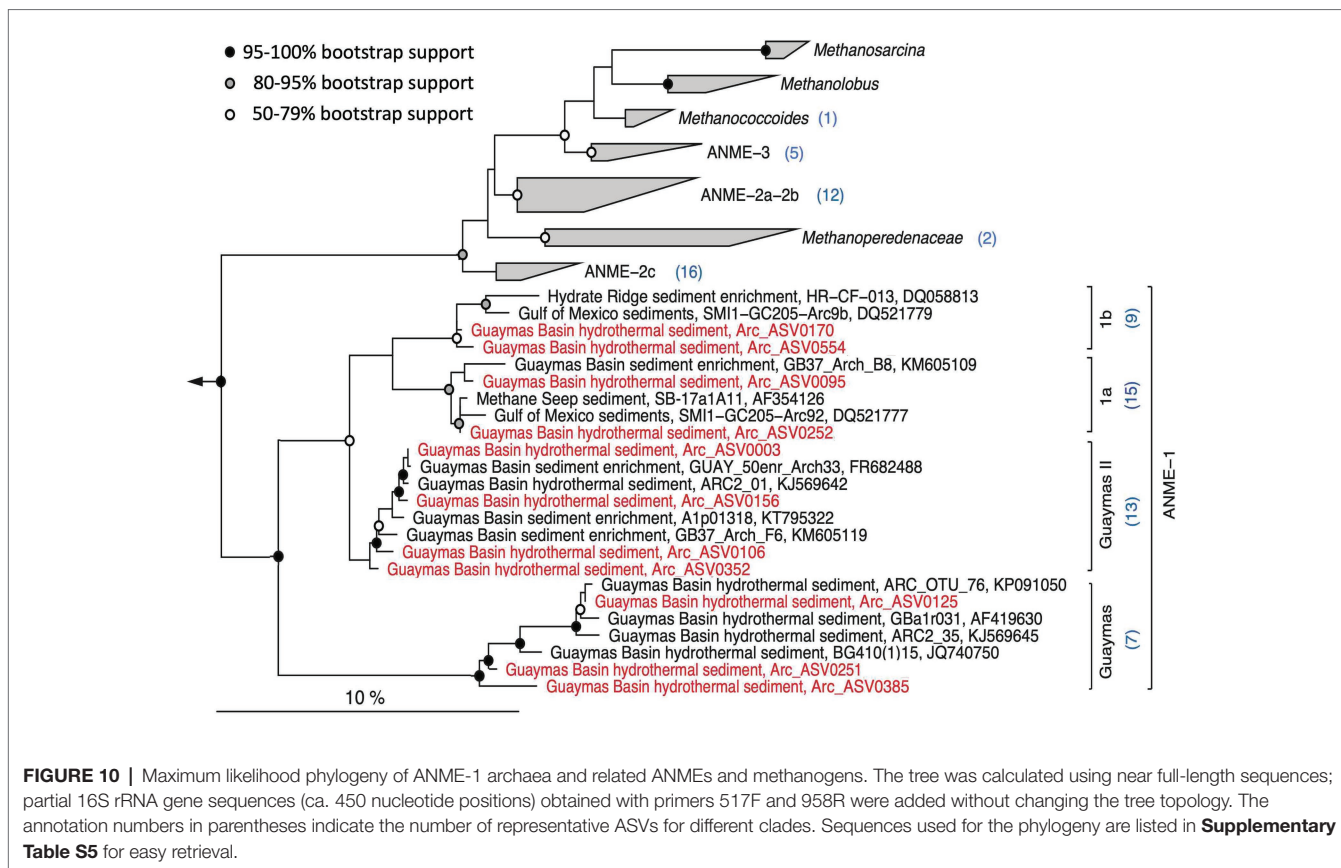 95-100% bootstrap support
80-95% bootstrap support
50-79% bootstrap support
Methanosarcina
Methanolobus
Methanococcoides (1)
ANME-3 (5)
ANME-2a-2b (12)
Methanoperedenaceae (2)
ANME-2c (16)
Hydrate Ridge sediment enrichment, HR-CF-013, DQ058813
Gulf of Mexico sediments, SMI1-GC205-Arc9b, DQ521779
Guaymas Basin hydrothermal sediment, Arc_ASV0170
Guaymas Basin hydrothermal sediment, Arc_ASV0554
1b
(9)
Guaymas Basin sediment enrichment, GB37_Arch_B8, KM605109
Guaymas Basin hydrothermal sediment, Arc_ASV0095
Methane Seep sediment, SB-17a1A11, AF354126
Gulf of Mexico sediments, SMI1-GC205-Arc92, DQ521777
Guaymas Basin hydrothermal sediment, Arc_ASV0252
1a
(15)
Guaymas Basin hydrothermal sediment, Arc_ASV0003
Guaymas Basin sediment enrichment, GUAY_50enr_Arch33, FR682488
Guaymas Basin hydrothermal sediment, ARC2_01, KJ569642
Guaymas Basin hydrothermal sediment, Arc_ASV0156
Guaymas Basin sediment enrichment, A1p01318, KT795322
Guaymas Basin sediment enrichment, GB37_Arch_F6, KM605119
Guaymas Basin hydrothermal sediment, Arc_ASV0106
Guaymas Basin hydrothermal sediment, Arc_ASV0352
Guaymas II
(13)
ANME-1
Guaymas Basin hydrothermal sediment, ARC_OTU_76, KP091050
Guaymas Basin hydrothermal sediment, Arc_ASV0125
Guaymas Basin hydrothermal sediment, GBa1r031, AF419630
Guaymas Basin hydrothermal sediment, ARC2_35, KJ569645
Guaymas Basin hydrothermal sediment, BG410(1)15, JQ740750
Guaymas Basin hydrothermal sediment, Arc_ASV0251
Guaymas Basin hydrothermal sediment, Arc_ASV0385
Guaymas
(7)
10 %
FIGURE 10 | Maximum likelihood phylogeny of ANME-1 archaea and related ANMEs and methanogens. The tree was calculated using near full-length sequences;
partial 16S rRNA gene sequences (ca. 450 nucleotide positions) obtained with primers 517F and 958R were added without changing the tree topology. The
annotation numbers in parentheses indicate the number of representative ASVs for different clades. Sequences used for the phylogeny are listed in Supplementary
Table S5 for easy retrieval.